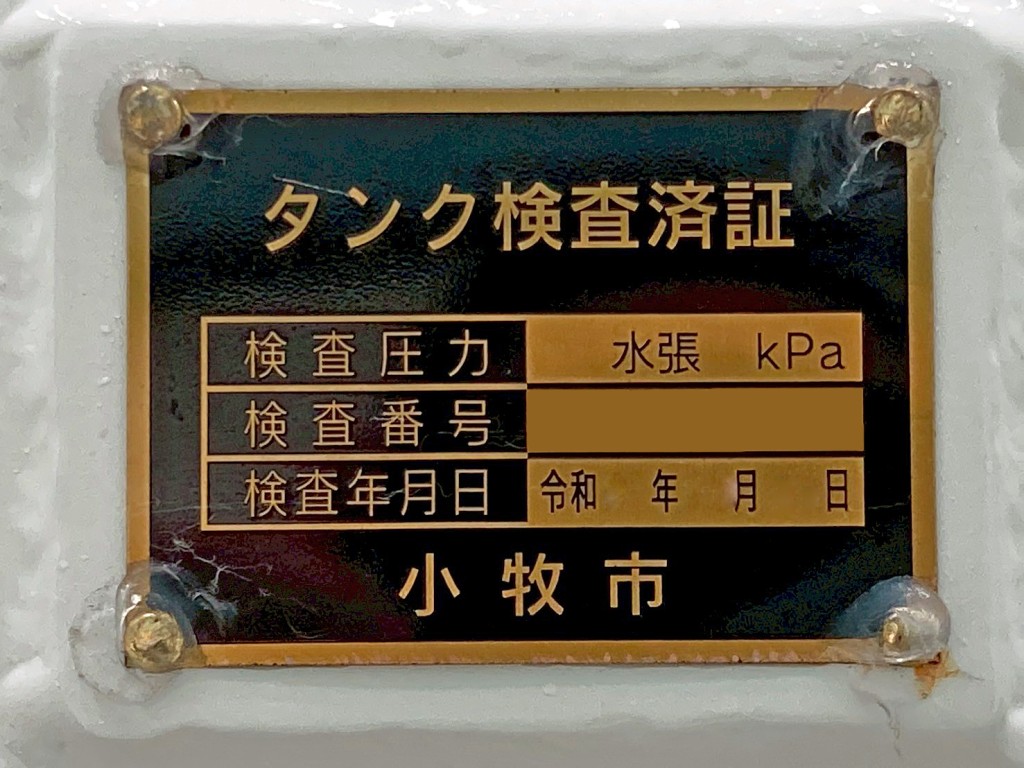 タンク検査済証
検査圧力 水張 kPa
検査番号
検査年月日 令和 年 月 日
小牧市